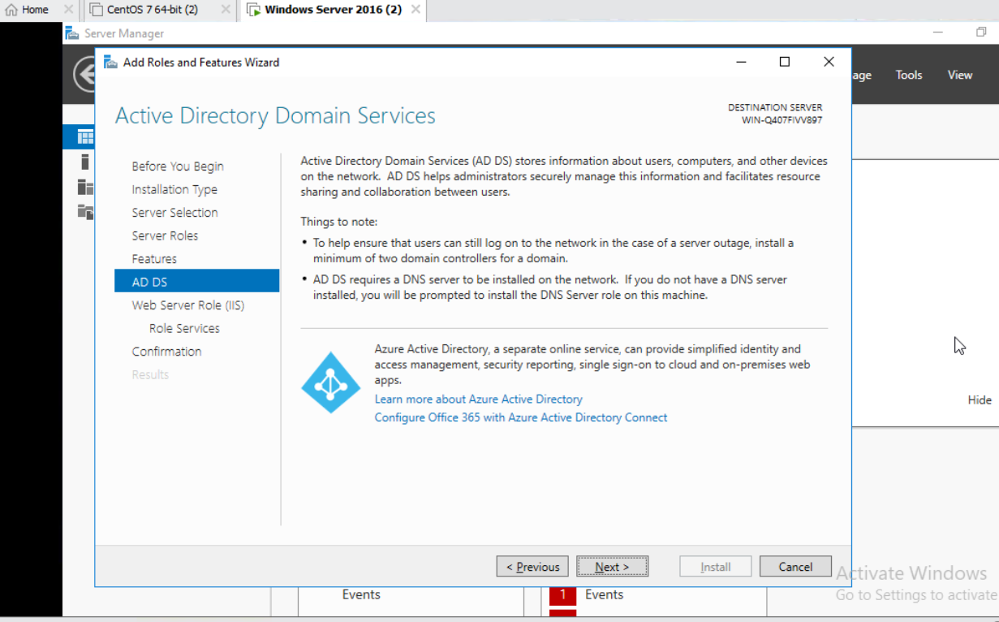 Home
CentOS 7 64-bit (2)
Windows Server 2016 (2)
Server Manager
Add Roles and Features Wizard
age Tools View
Active Directory Domain Services
DESTINATION SERVER
WIN-Q407FIVV897
Before You Begin
Installation Type
Server Selection
Server Roles
Features
AD DS
Web Server Role (IIS)
Role Services
Confirmation
Results
Active Directory Domain Services (AD DS) stores information about users, computers, and other devices
on the network. AD DS helps administrators securely manage this information and facilitates resource
sharing and collaboration between users.
Things to note:
• To help ensure that users can still log on to the network in the case of a server outage, install a
minimum of two domain controllers for a domain.
• AD DS requires a DNS server to be installed on the network. If you do not have a DNS server
installed, you will be prompted to install the DNS Server role on this machine.
Azure Active Directory, a separate online service, can provide simplified identity and
access management, security reporting, single sign-on to cloud and on-premises web
apps.
Learn more about Azure Active Directory
Configure Office 365 with Azure Active Directory Connect
Hide
< Previous
Next >
Install
Cancel
Activate Windows
Go to Settings to activate
Events
1 Events